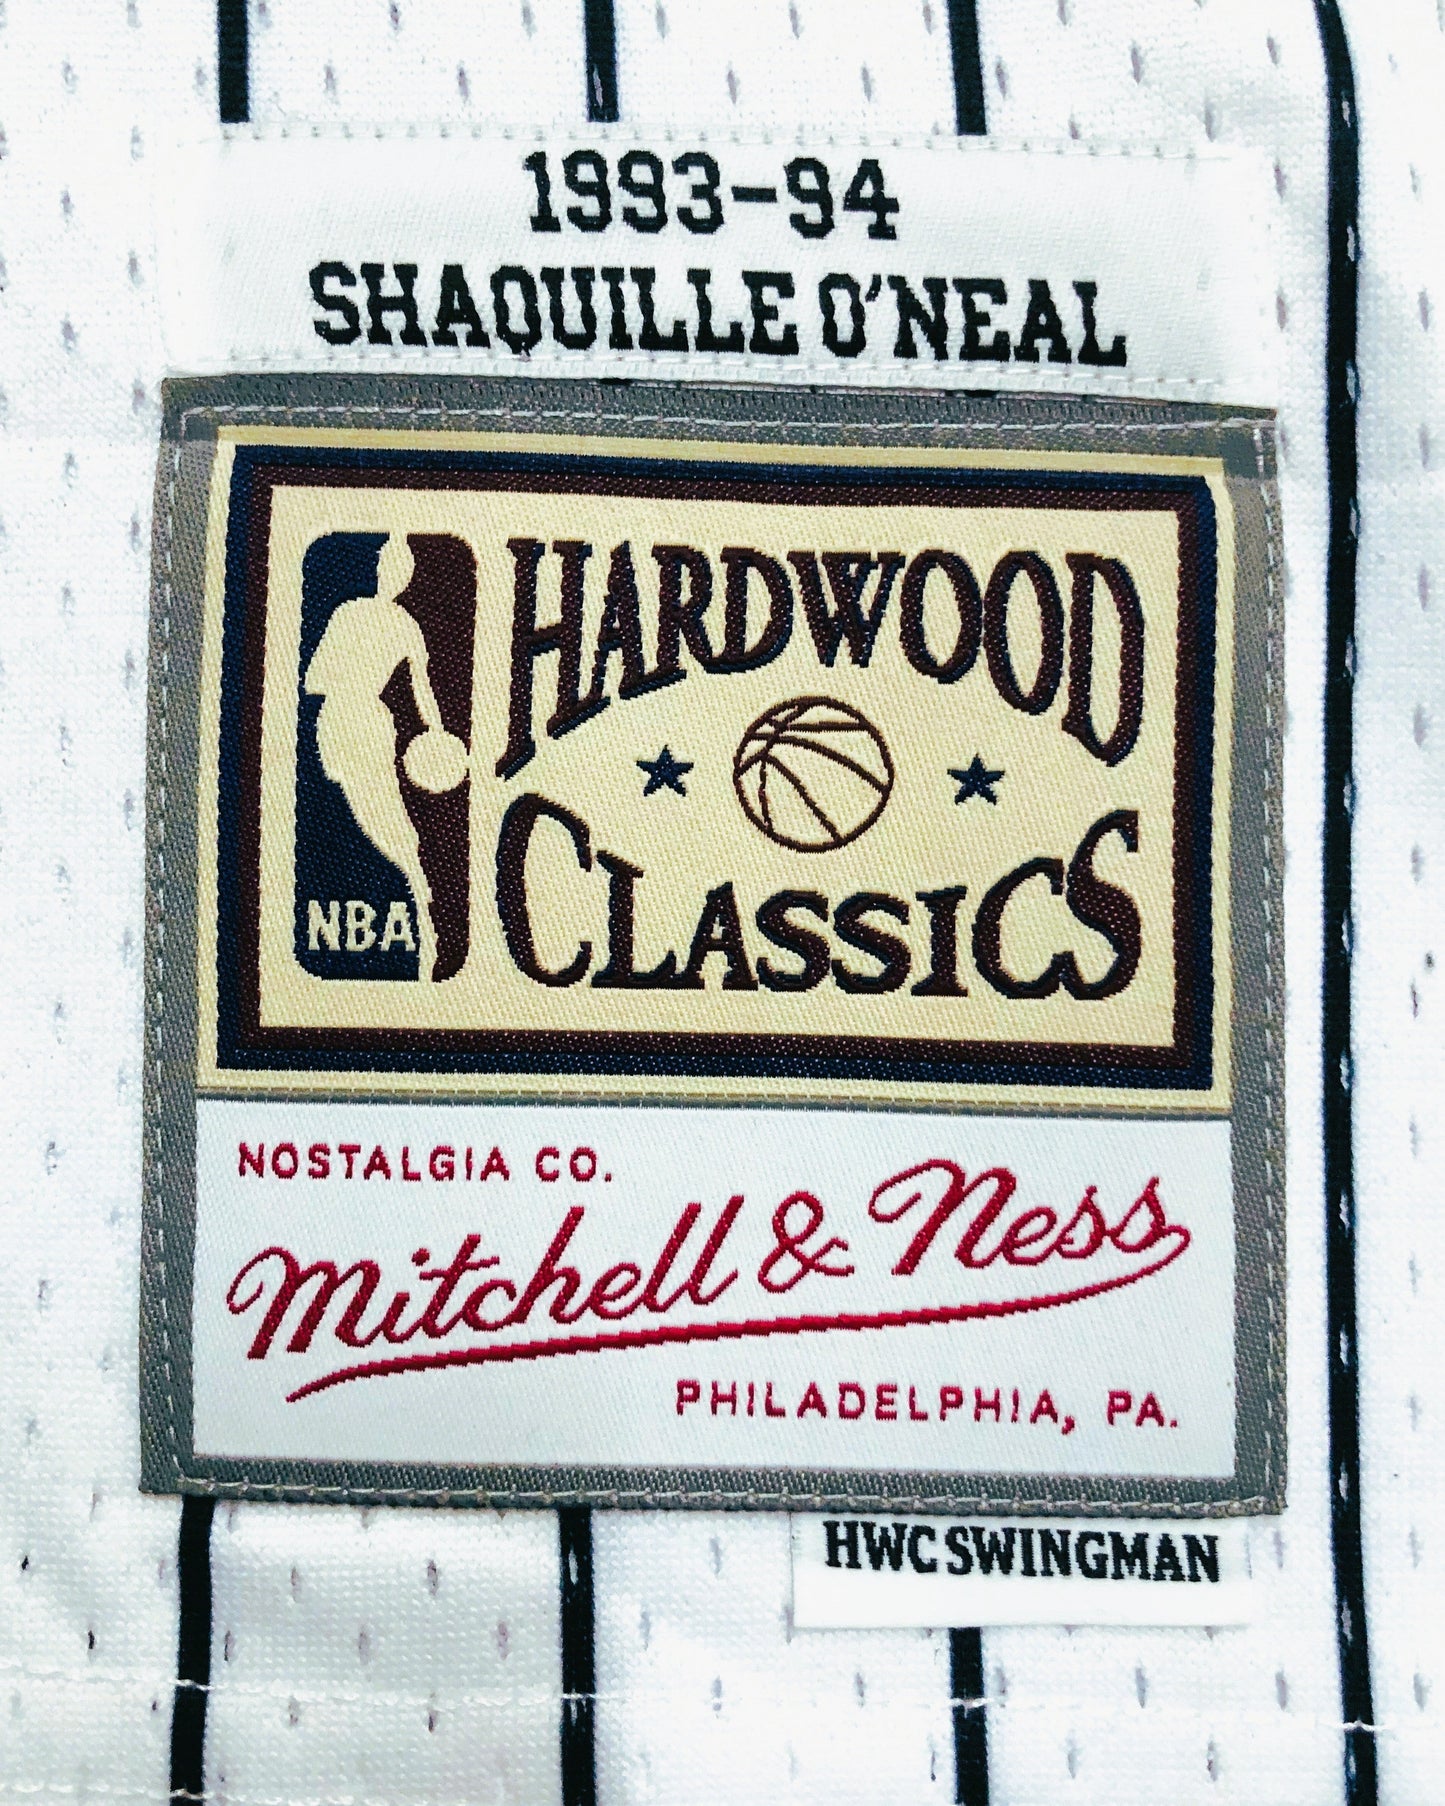 1993-94
SHAQUILLE O'NEAL
HARDWOOD
CLASSICS
NBA
NOSTALGIA CO.
Mitchell & Ness
PHILADELPHIA, PA.
HWC SWINGMAN